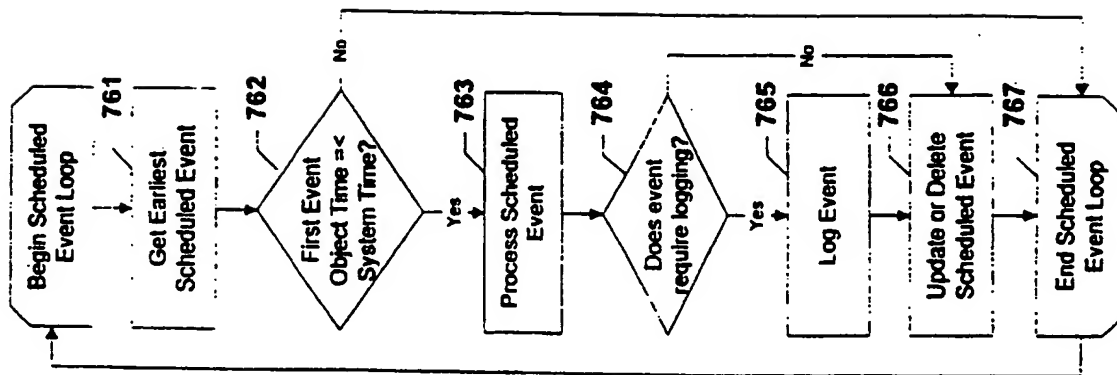 Begin Scheduled
Event Loop
761
Get Earliest
Scheduled Event
762
First Event
Object Time =<
System Time?
No
Yes
763
Process Scheduled
Event
764
Does event
require logging?
No
Yes
765
Log Event
766
Update or Delete
Scheduled Event
767
End Scheduled
Event Loop